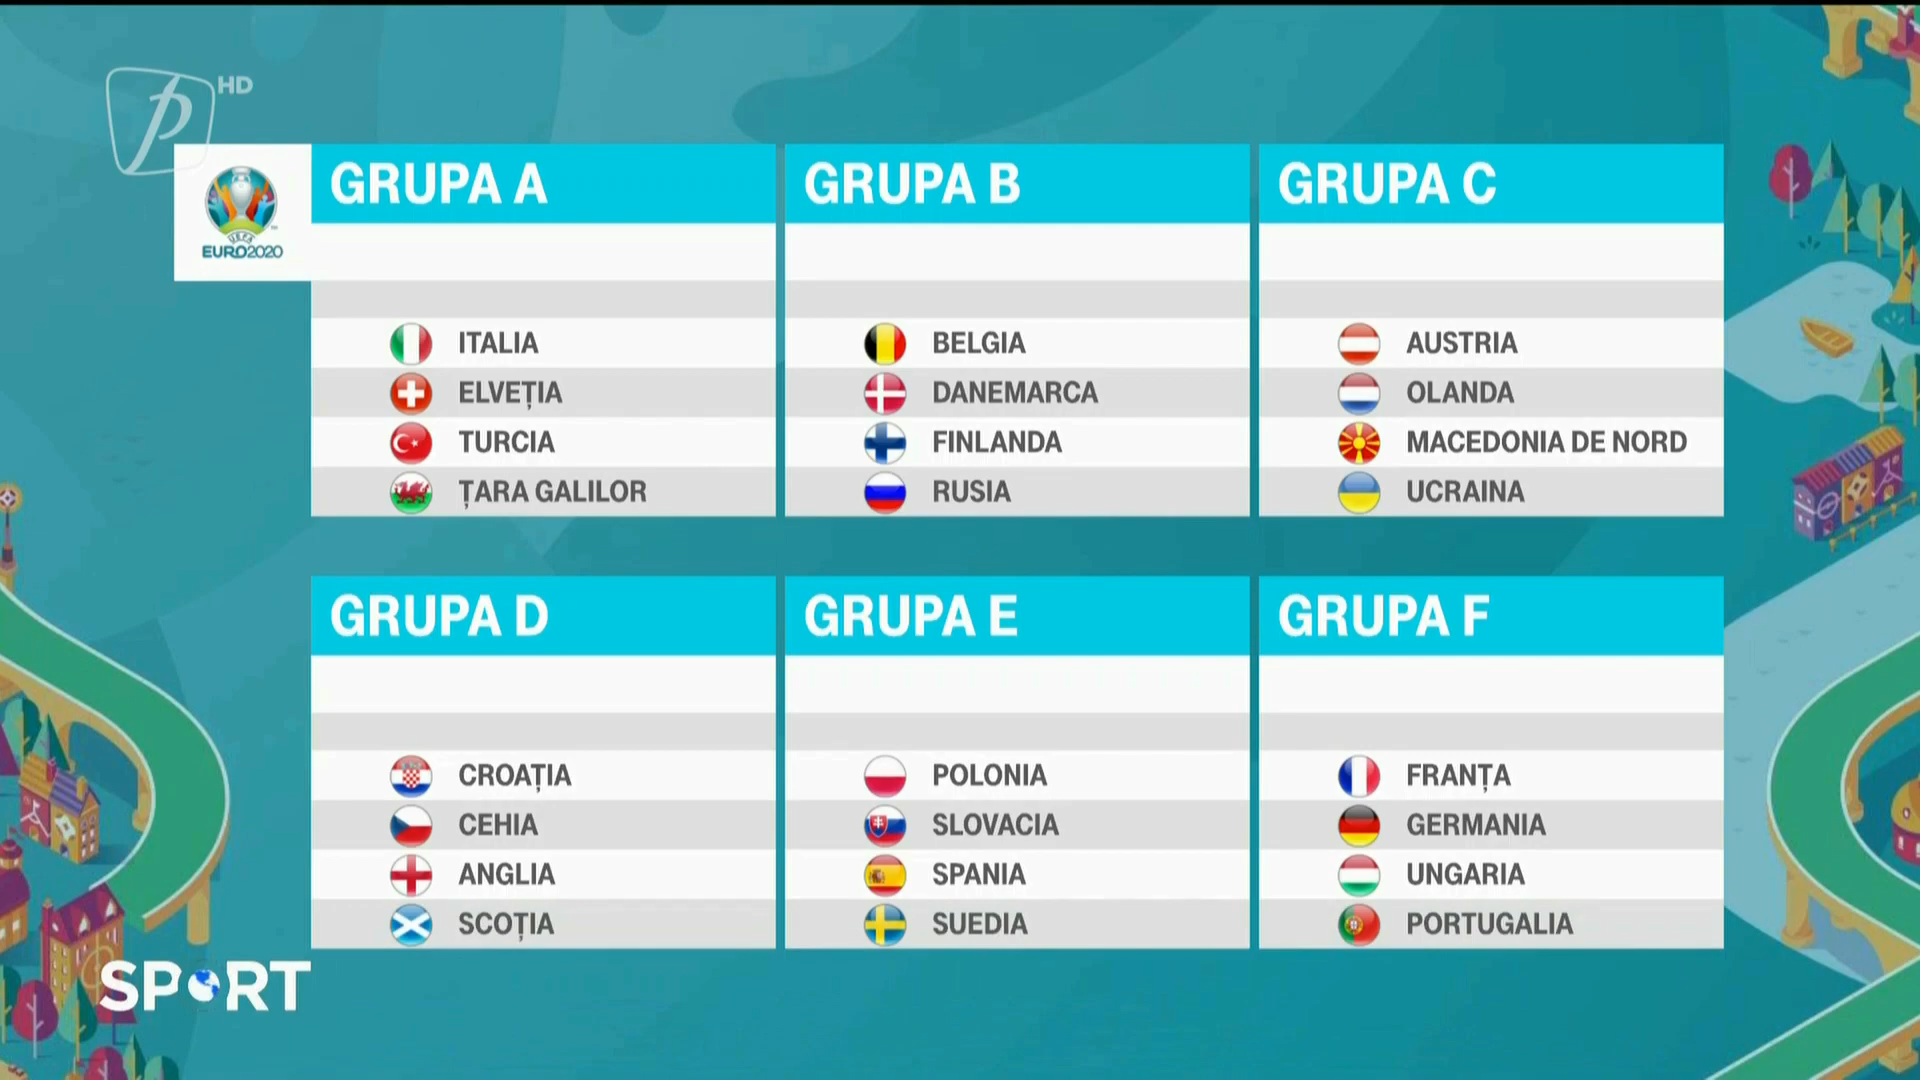 HD
UEFA
EURO2020
GRUPA A
ITALIA
ELVEȚIA
TURCIA
ȚARA GALILOR
GRUPA B
BELGIA
DANEMARCA
FINLANDA
RUSIA
GRUPA C
AUSTRIA
OLANDA
MACEDONIA DE NORD
UCRAINA
GRUPA D
CROAȚIA
CEHIA
ANGLIA
SCOȚIA
GRUPA E
POLONIA
SLOVACIA
SPANIA
SUEDIA
GRUPA F
FRANȚA
GERMANIA
UNGARIA
PORTUGALIA
SPORT